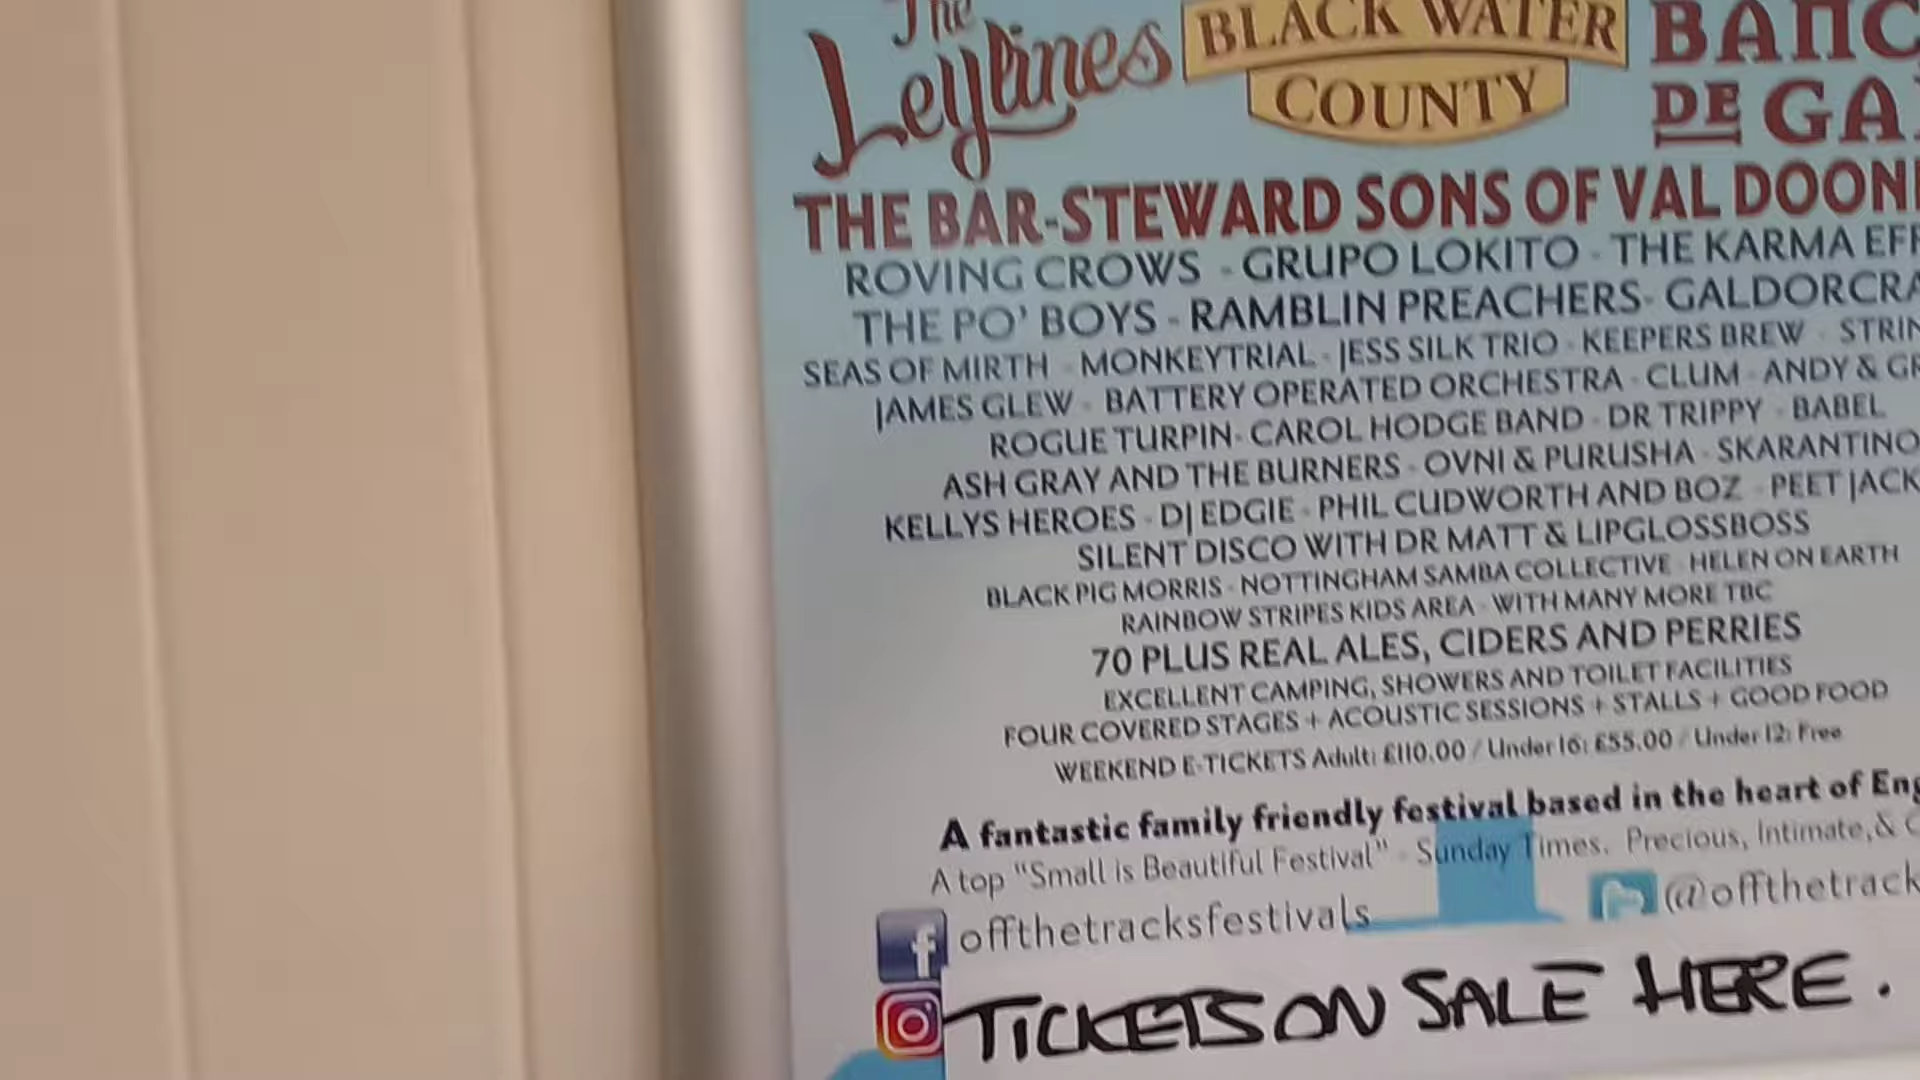 The
Leylines
BLACK WATER
COUNTY
DE
THE BAR-STEWARD SONS OF VAL
ROVING CROWS - GRUPO LOKITO - THE KARMA
THE PO' BOYS - RAMBLIN PREACHERS - 
SEAS OF MIRTH - MONKEYTRIAL - JESS SILK TRIO - KEEPERS BREW -
JAMES GLEW - BATTERY OPERATED ORCHESTRA - CLUM - ANDY &
ROGUE TURPIN - CAROL HODGE BAND - DR TRIPPY - BABEL
ASH GRAY AND THE BURNERS - OVNI & PURUSHA - SKARANTINO
KELLYS HEROES - DJ EDGIE - PHIL CUDWORTH AND BOZ - PEET JACK
SILENT DISCO WITH DR MATT & LIPGLOSSBOSS
BLACK PIG MORRIS - NOTTINGHAM SAMBA COLLECTIVE - HELEN ON EARTH
RAINBOW STRIPES KIDS AREA - WITH MANY MORE TBC
70 PLUS REAL ALES, CIDERS AND PERRIES
EXCELLENT CAMPING, SHOWERS AND TOILET FACILITIES
FOUR COVERED STAGES + ACOUSTIC SESSIONS + STALLS + GOOD FOOD
WEEKEND E-TICKETS Adult: £110.00 / Under 16: £55.00 / Under 12: Free
A fantastic family friendly festival based in the heart of
A top "Small is Beautiful Festival" - Sunday Times. Precious, Intimate, &
f offthetracksfestivals @offthetrack
TICKETS ON SALE HERE.